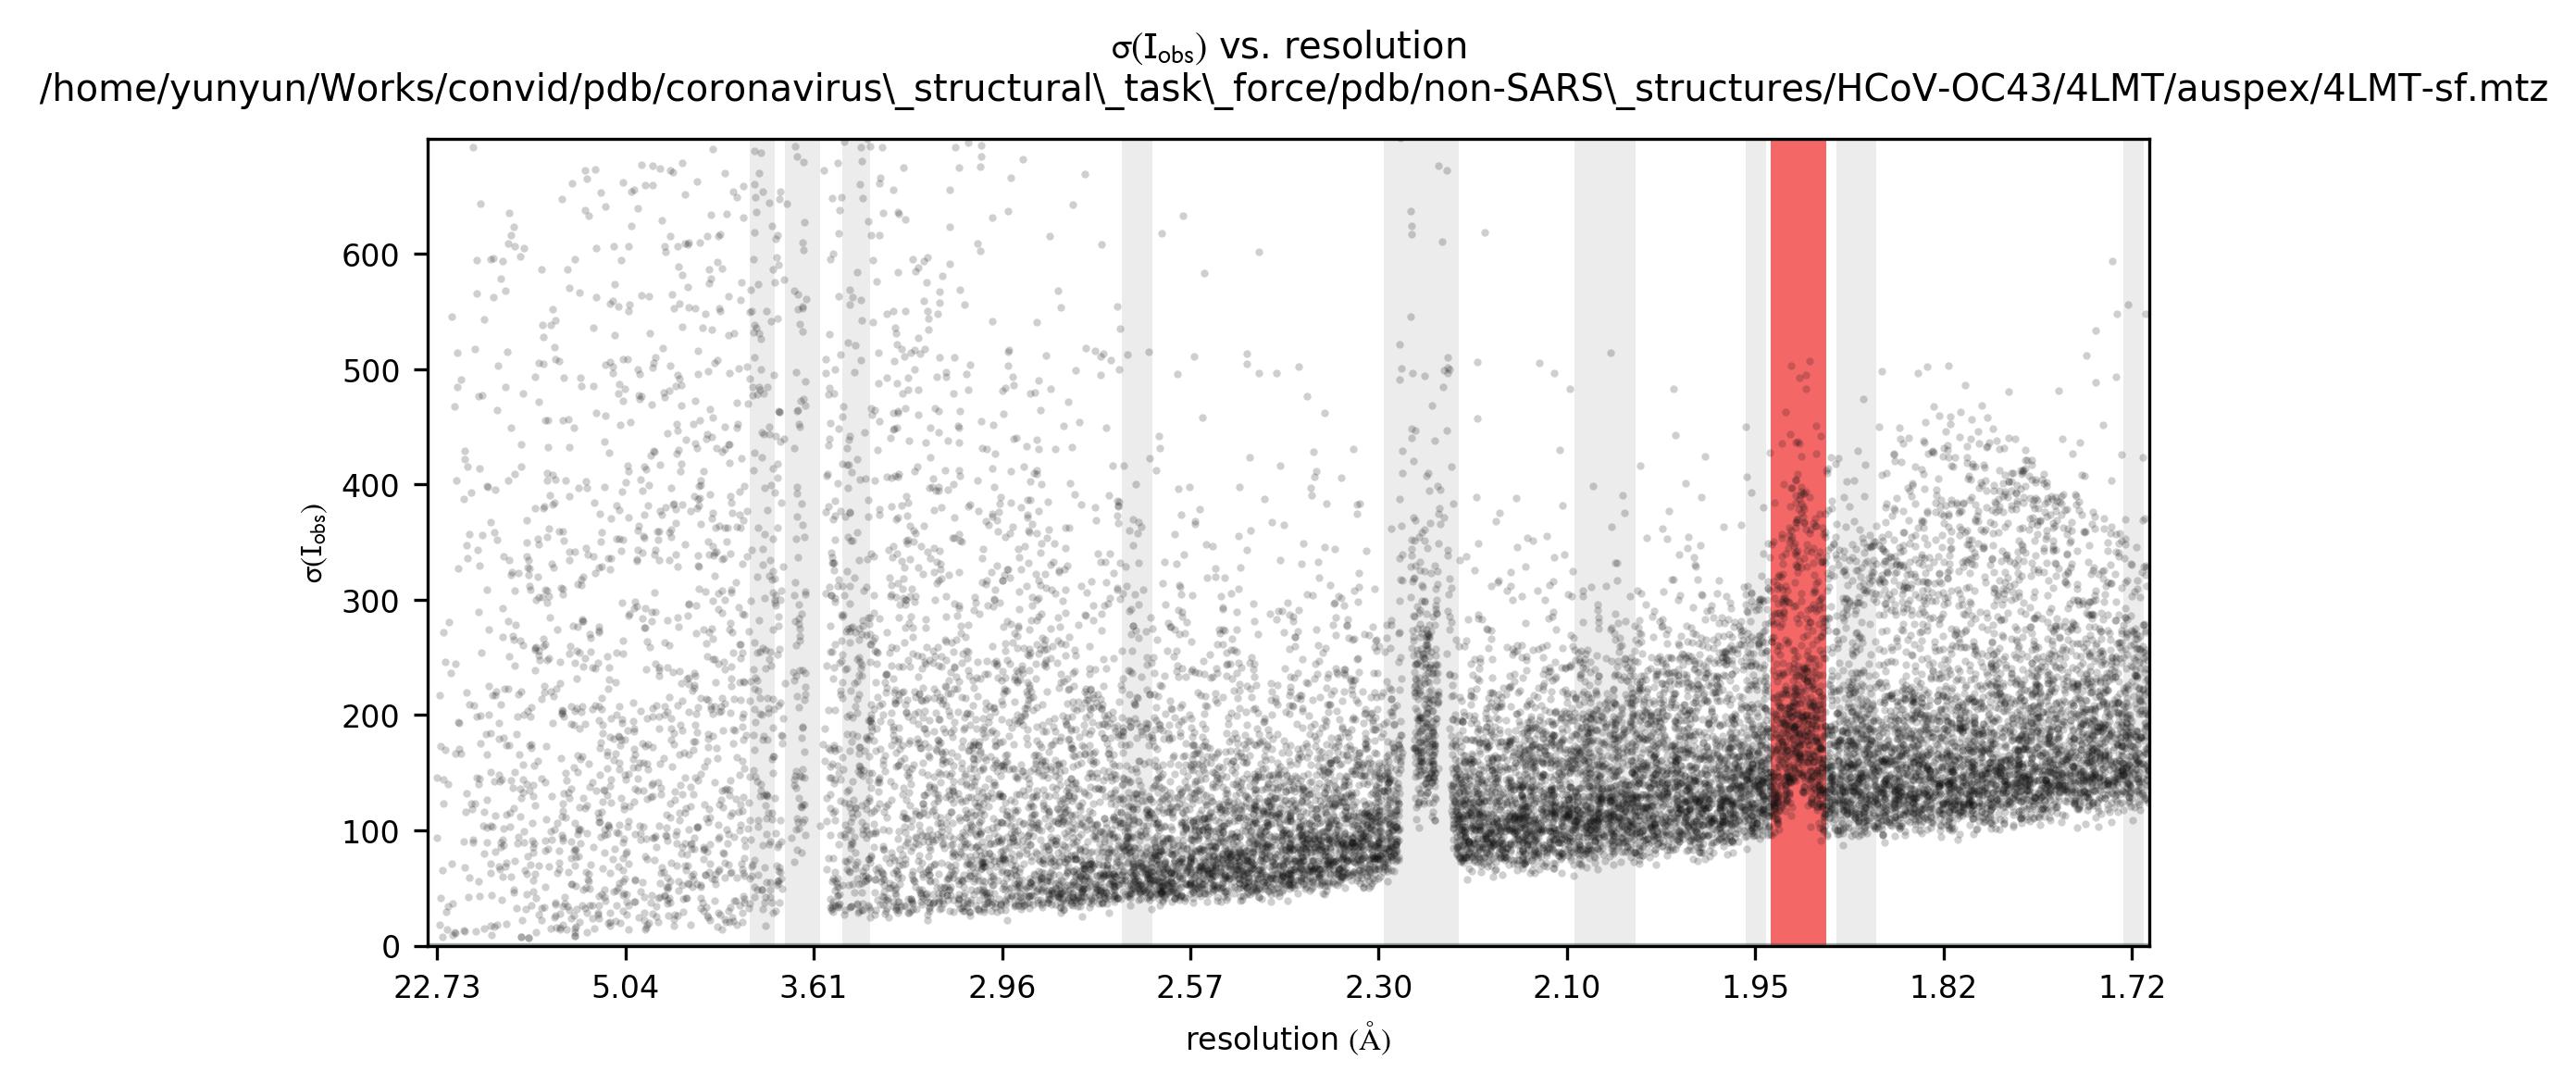 σ(Iobs) vs. resolution
/home/yunyun/Works/convid/pdb/coronavirus\_structural\_task\_force/pdb/non-SARS\_structures/HCoV-OC43/4LMT/auspex/4LMT-sf.mtz
σ(Iobs)
600
500
400
300
200
100
0
22.73 5.04 3.61 2.96 2.57 2.30 2.10 1.95 1.82 1.72
resolution (Å)